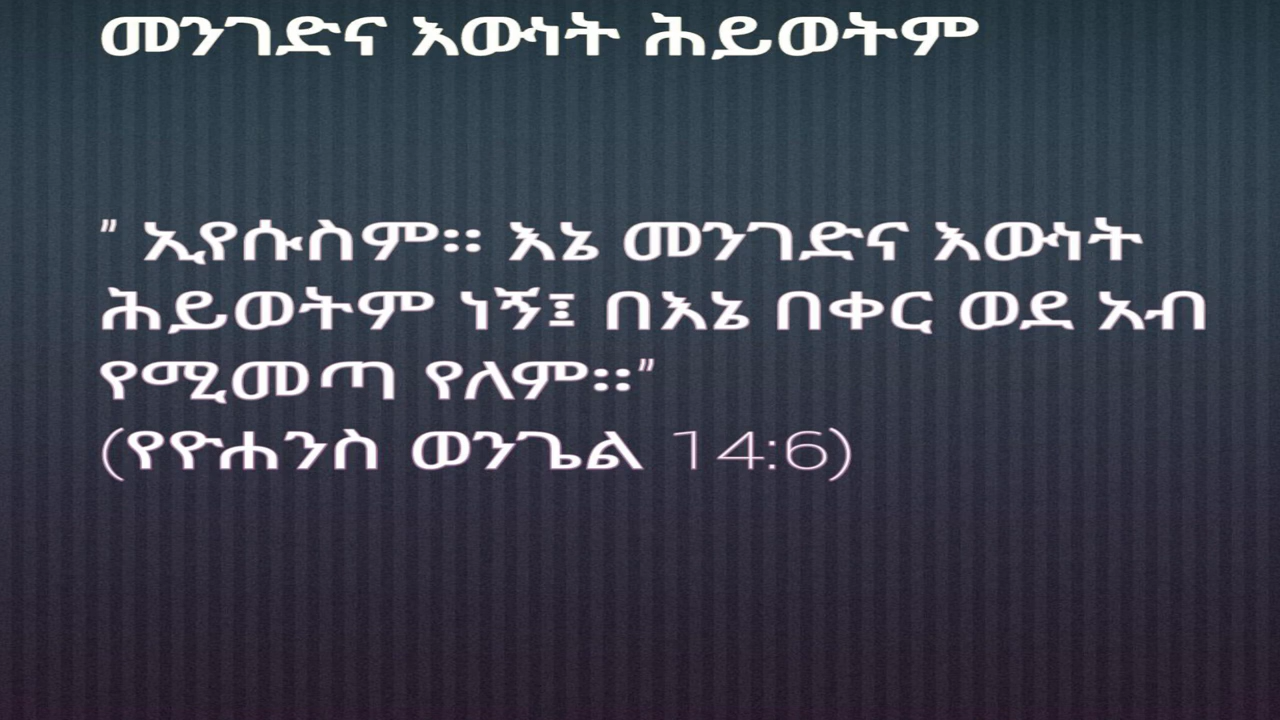 መንገድና እውነት ሕይወትም
" ኢየሱስም። እኔ መንገድና እውነት
ሕይወትም ነኝ፤ በእኔ በቀር ወደ አብ
የሚመጣ የለም።"
(የዮሐንስ ወንጌል 14:6)